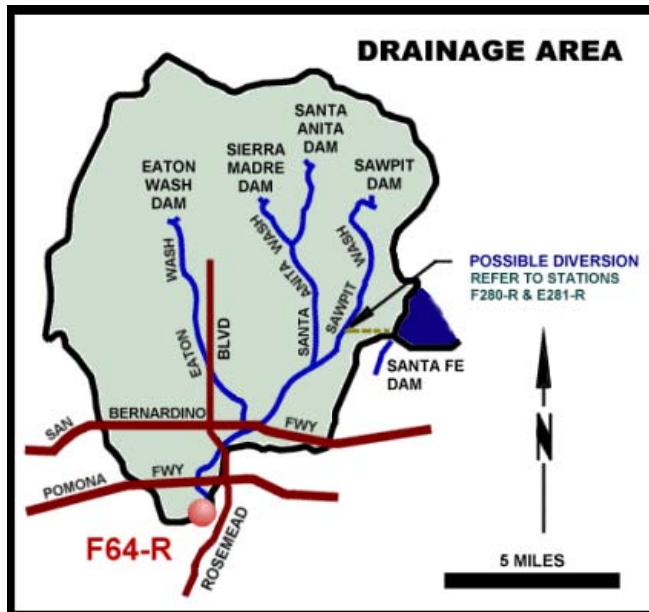 DRAINAGE AREA
SANTA
ANITA
DAM
SIERRA
MADRE
DAM
SAWPIT
DAM
EATON
WASH
DAM
WASH
EATON
BLVD
ANITA WASH
SANTA
WASH
SAWPIT
POSSIBLE DIVERSION
REFER TO STATIONS
F280-R & E281-R
SANTA FE
DAM
SAN BERNARDINO FWY
POMONA FWY
ROSEMEAD
F64-R
N
5 MILES